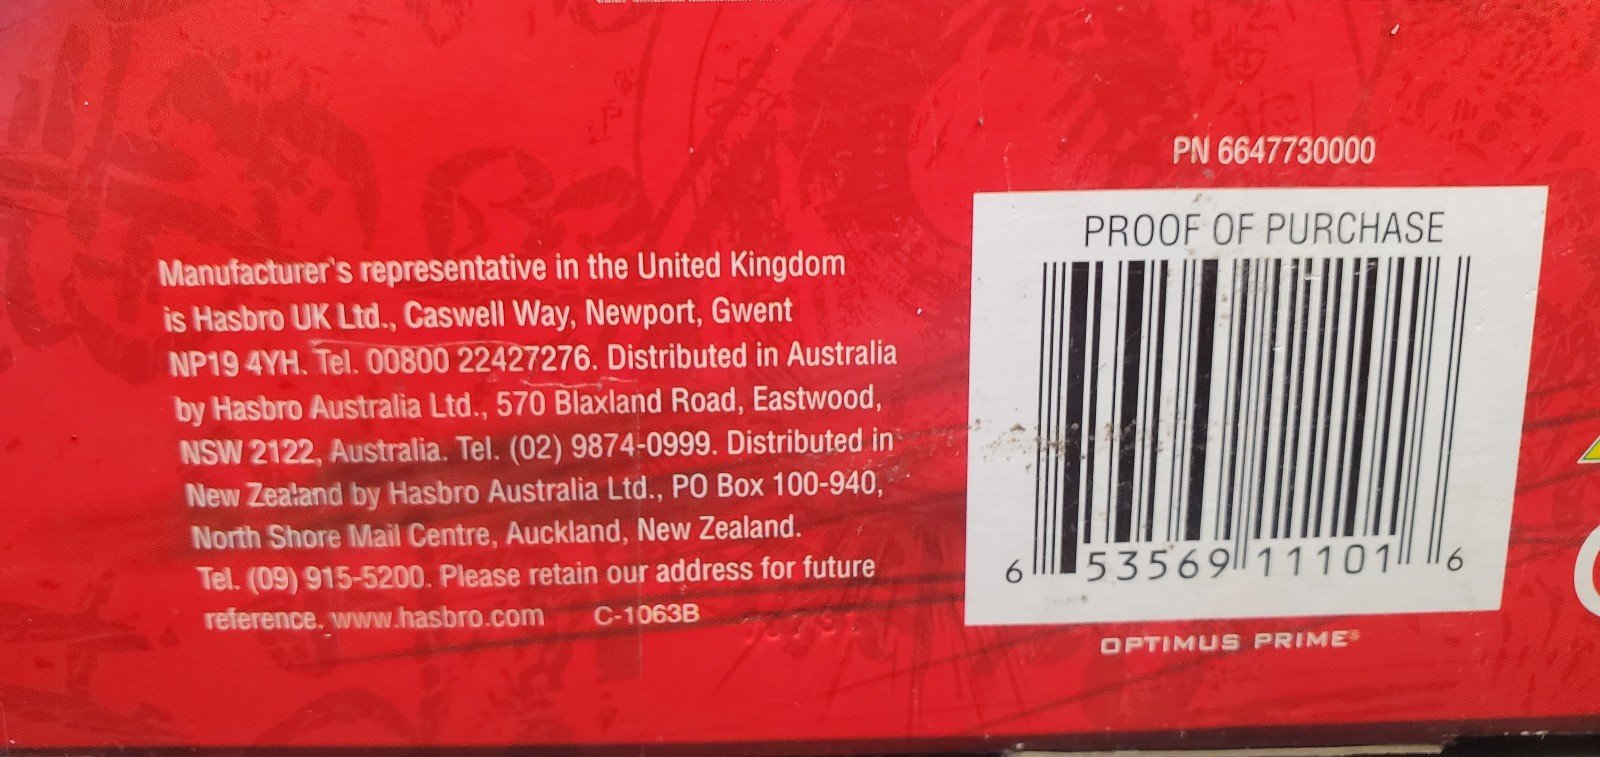 Manufacturer's representative in the United Kingdom
is Hasbro UK Ltd., Caswell Way, Newport, Gwent
NP19 4YH. Tel. 00800 22427276. Distributed in Australia
by Hasbro Australia Ltd., 570 Blaxland Road, Eastwood,
NSW 2122, Australia. Tel. (02) 9874-0999. Distributed in
New Zealand by Hasbro Australia Ltd., PO Box 100-940,
North Shore Mail Centre, Auckland, New Zealand.
Tel. (09) 915-5200. Please retain our address for future
reference. www.hasbro.com C-1063B
PN 6647730000
PROOF OF PURCHASE
6 53569 11101 6
OPTIMUS PRIME®